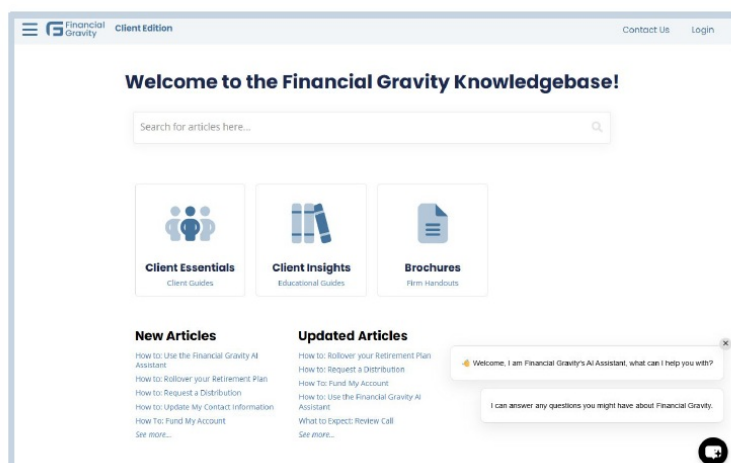 Financial
Gravity
Client Edition
Contact Us
Login
Welcome to the Financial Gravity Knowledgebase!
Search for articles here...
Client Essentials
Client Guides
Client Insights
Educational Guides
Brochures
Firm Handouts
New Articles
How to: Use the Financial Gravity AI
Assistant
How to: Rollover your Retirement Plan
How to: Request a Distribution
How to: Update My Contact Information
How To: Fund My Account
See more...
Updated Articles
How to: Rollover your Retirement Plan
How to: Request a Distribution
How To: Fund My Account
How to: Use the Financial Gravity AI
Assistant
What to Expect: Review Call
See more...
👋 Welcome, I am Financial Gravity's AI Assistant, what can I help you with?
I can answer any questions you might have about Financial Gravity.